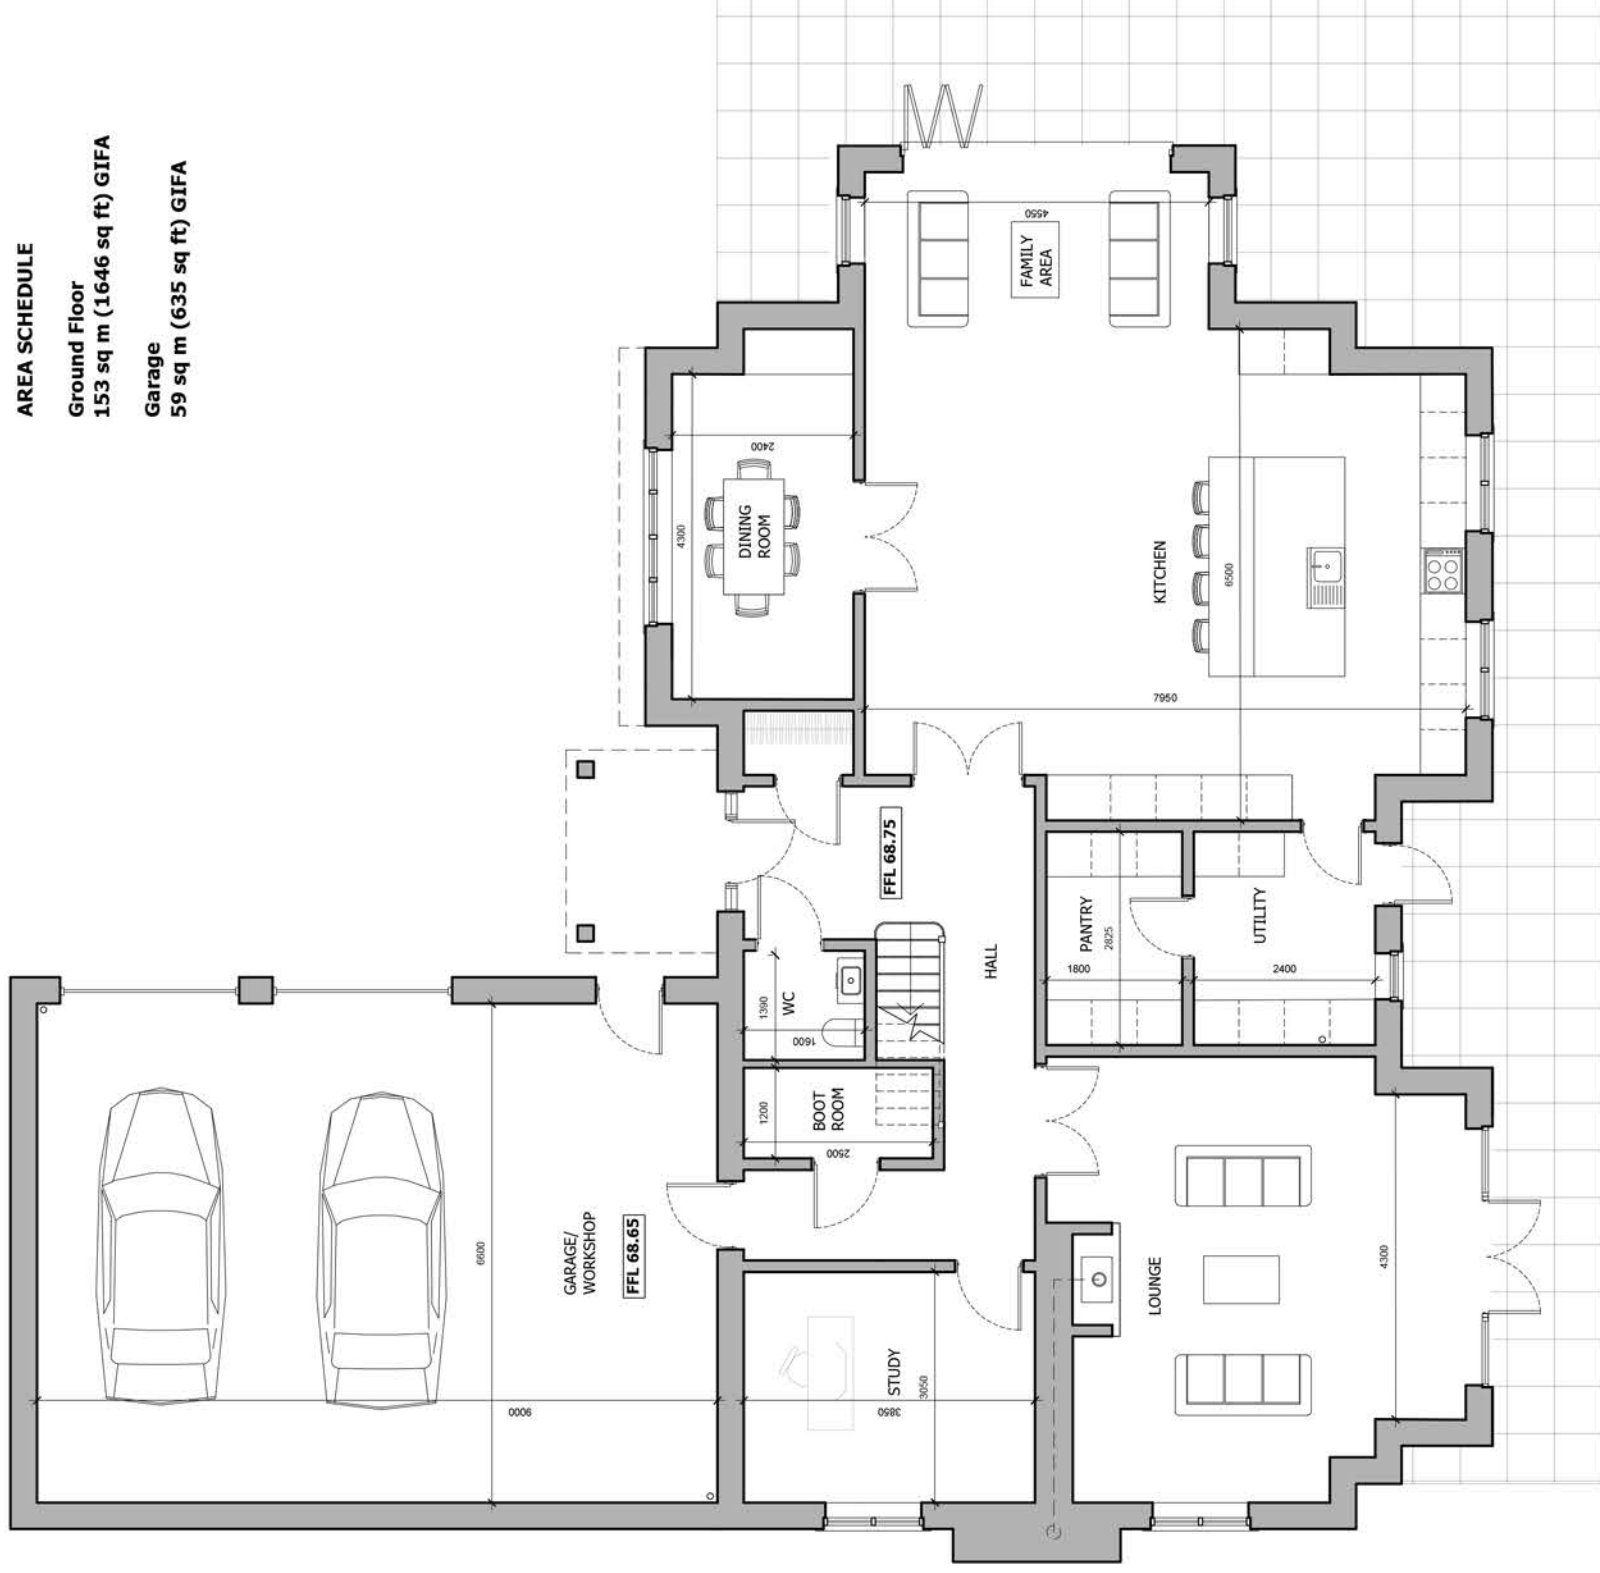 AREA SCHEDULE
Ground Floor
153 sq m (1646 sq ft) GIFA
Garage
59 sq m (635 sq ft) GIFA
4550
FAMILY
AREA
2400
4300
DINING
ROOM
KITCHEN
6500
7950
FFL 68.75
HALL
PANTRY
2825
1800
UTILITY
2400
WC
1390
1600
BOOT
ROOM
1200
2500
GARAGE/
WORKSHOP
FFL 68.65
6600
9000
STUDY
3050
3850
LOUNGE
4300